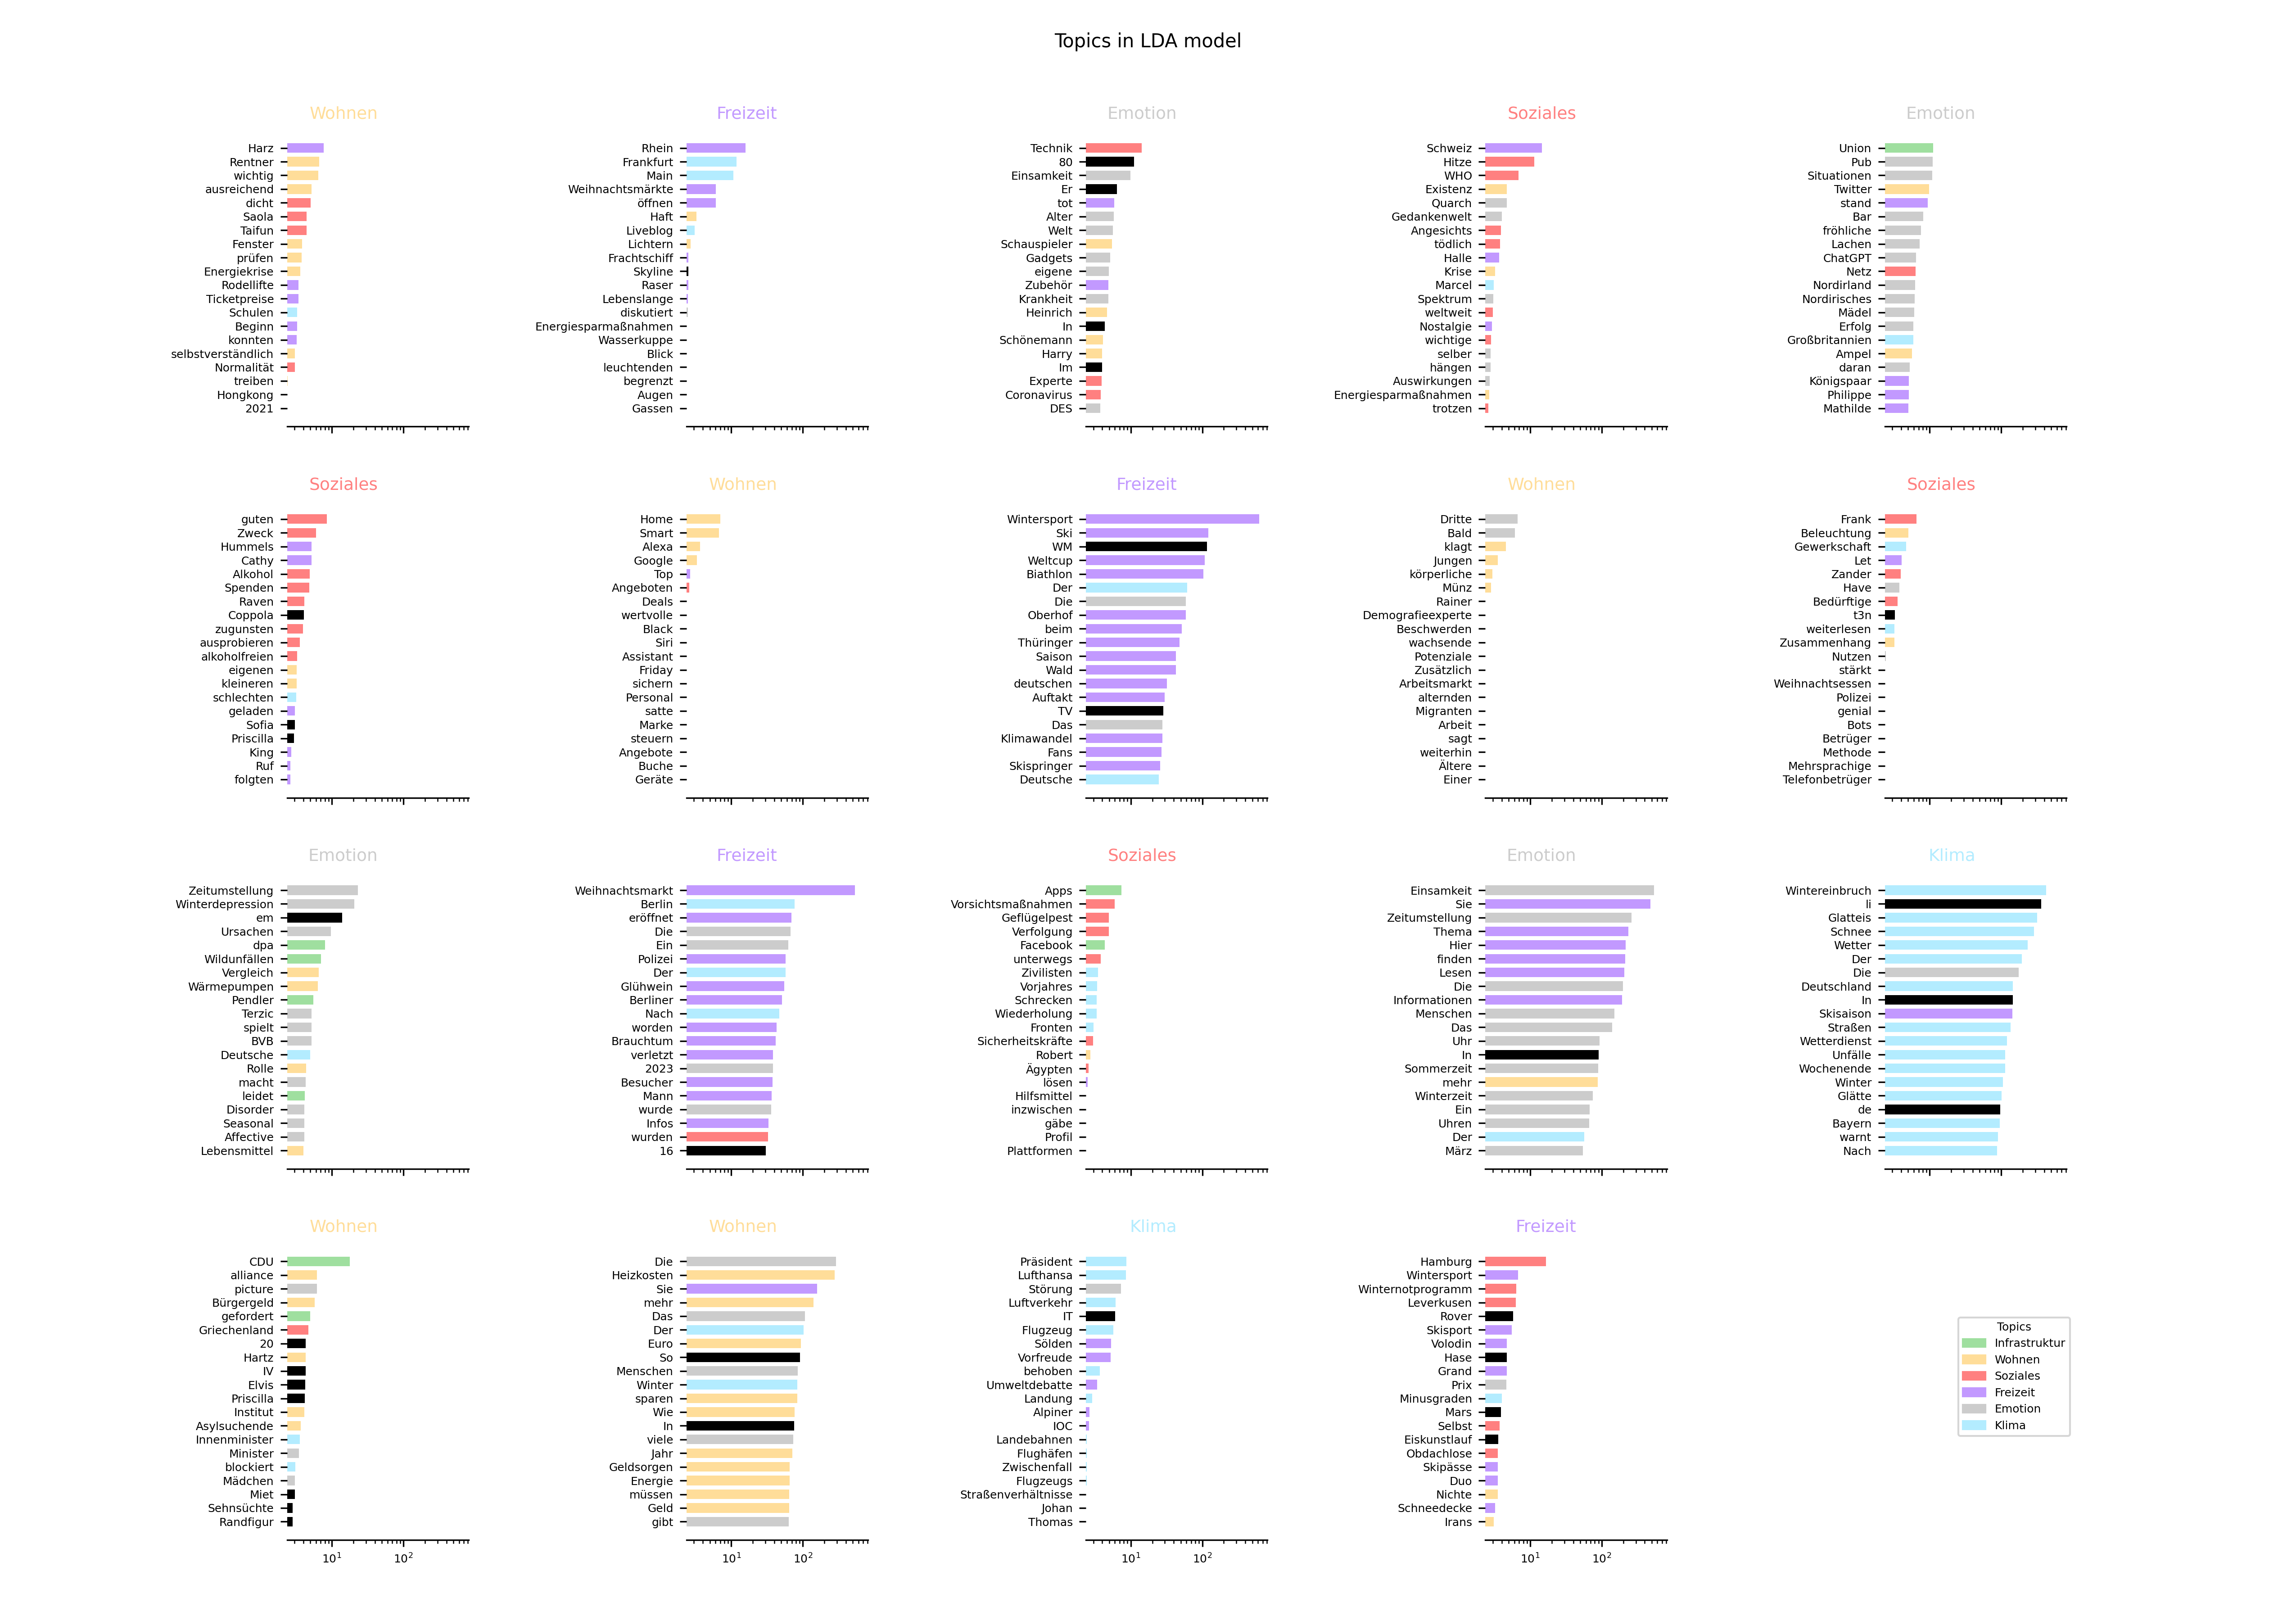 Topics in LDA model
Wohnen
Harz
Rentner
wichtig
ausreichend
dicht
Saola
Taifun
Fenster
prüfen
Energiekrise
Rodellifte
Ticketpreise
Schulen
Beginn
konnten
selbstverständlich
Normalität
treiben
Hongkong
2021
Freizeit
Rhein
Frankfurt
Main
Weihnachtsmärkte
öffnen
Haft
Liveblog
Lichtern
Frachtschiff
Skyline
Raser
Lebenslange
diskutiert
Energiesparmaßnahmen
Wasserkuppe
Blick
leuchtenden
begrenzt
Augen
Gassen
Emotion
Technik
80
Einsamkeit
Er
tot
Alter
Welt
Schauspieler
Gadgets
eigene
Zubehör
Krankheit
Heinrich
In
Schönemann
Harry
Im
Experte
Coronavirus
DES
Soziales
Schweiz
Hitze
WHO
Existenz
Quarch
Gedankenwelt
Angesichts
tödlich
Halle
Krise
Marcel
Spektrum
weltweit
Nostalgie
wichtige
selber
hängen
Auswirkungen
Energiesparmaßnahmen
trotzen
Emotion
Union
Pub
Situationen
Twitter
stand
Bar
fröhliche
Lachen
ChatGPT
Netz
Nordirland
Nordirisches
Mädel
Erfolg
Großbritannien
Ampel
daran
Königspaar
Philippe
Mathilde
Soziales
guten
Zweck
Hummels
Cathy
Alkohol
Spenden
Raven
Coppola
zugunsten
ausprobieren
alkoholfreien
eigenen
kleineren
schlechten
geladen
Sofia
Priscilla
King
Ruf
folgten
Wohnen
Home
Smart
Alexa
Google
Top
Angeboten
Deals
wertvolle
Black
Siri
Assistant
Friday
sichern
Personal
satte
Marke
steuern
Angebote
Buche
Geräte
Freizeit
Wintersport
Ski
WM
Weltcup
Biathlon
Der
Die
Oberhof
beim
Thüringer
Saison
Wald
deutschen
Auftakt
TV
Das
Klimawandel
Fans
Skispringer
Deutsche
Wohnen
Dritte
Bald
klagt
Jungen
körperliche
Münz
Rainer
Demografieexperte
Beschwerden
wachsende
Potenziale
Zusätzlich
Arbeitsmarkt
alternden
Migranten
Arbeit
sagt
weiterhin
Ältere
Einer
Soziales
Frank
Beleuchtung
Gewerkschaft
Let
Zander
Have
Bedürftige
t3n
weiterlesen
Zusammenhang
Nutzen
stärkt
Weihnachtsessen
Polizei
genial
Bots
Betrüger
Methode
Mehrsprachige
Telefonbetrüger
Emotion
Zeitumstellung
Winterdepression
em
Ursachen
dpa
Wildunfällen
Vergleich
Wärmepumpen
Pendler
Terzic
spielt
BVB
Deutsche
Rolle
macht
leidet
Disorder
Seasonal
Affective
Lebensmittel
Freizeit
Weihnachtsmarkt
Berlin
eröffnet
Die
Ein
Polizei
Der
Glühwein
Berliner
Nach
worden
Brauchtum
verletzt
2023
Besucher
Mann
wurde
Infos
wurden
16
Soziales
Apps
Vorsichtsmaßnahmen
Geflügelpest
Verfolgung
Facebook
unterwegs
Zivilisten
Vorjahres
Schrecken
Wiederholung
Fronten
Sicherheitskräfte
Robert
Ägypten
lösen
Hilfsmittel
inzwischen
gäbe
Profil
Plattformen
Emotion
Einsamkeit
Sie
Zeitumstellung
Thema
Hier
finden
Lesen
Die
Informationen
Menschen
Das
Uhr
In
Sommerzeit
mehr
Winterzeit
Ein
Uhren
Der
März
Klima
Wintereinbruch
li
Glatteis
Schnee
Wetter
Der
Die
Deutschland
In
Skisaison
Straßen
Wetterdienst
Unfälle
Wochenende
Winter
Glätte
de
Bayern
warnt
Nach
Wohnen
CDU
alliance
picture
Bürgergeld
gefordert
Griechenland
20
Hartz
IV
Elvis
Priscilla
Institut
Asylsuchende
Innenminister
Minister
blockiert
Mädchen
Miet
Sehnsüchte
Randfigur
10¹ 10²
Wohnen
Die
Heizkosten
Sie
mehr
Das
Der
Euro
So
Menschen
Winter
sparen
Wie
In
viele
Jahr
Geldsorgen
Energie
müssen
Geld
gibt
10¹ 10²
Klima
Präsident
Lufthansa
Störung
Luftverkehr
IT
Flugzeug
Sölden
Vorfreude
behoben
Umweltdebatte
Landung
Alpiner
IOC
Landebahnen
Flughäfen
Zwischenfall
Flugzeugs
Straßenverhältnisse
Johan
Thomas
10¹ 10²
Freizeit
Hamburg
Wintersport
Winternotprogramm
Leverkusen
Rover
Skisport
Volodin
Hase
Grand
Prix
Minusgraden
Mars
Selbst
Eiskunstlauf
Obdachlose
Skipässe
Duo
Nichte
Schneedecke
Irans
10¹ 10²
Topics
Infrastruktur
Wohnen
Soziales
Freizeit
Emotion
Klima